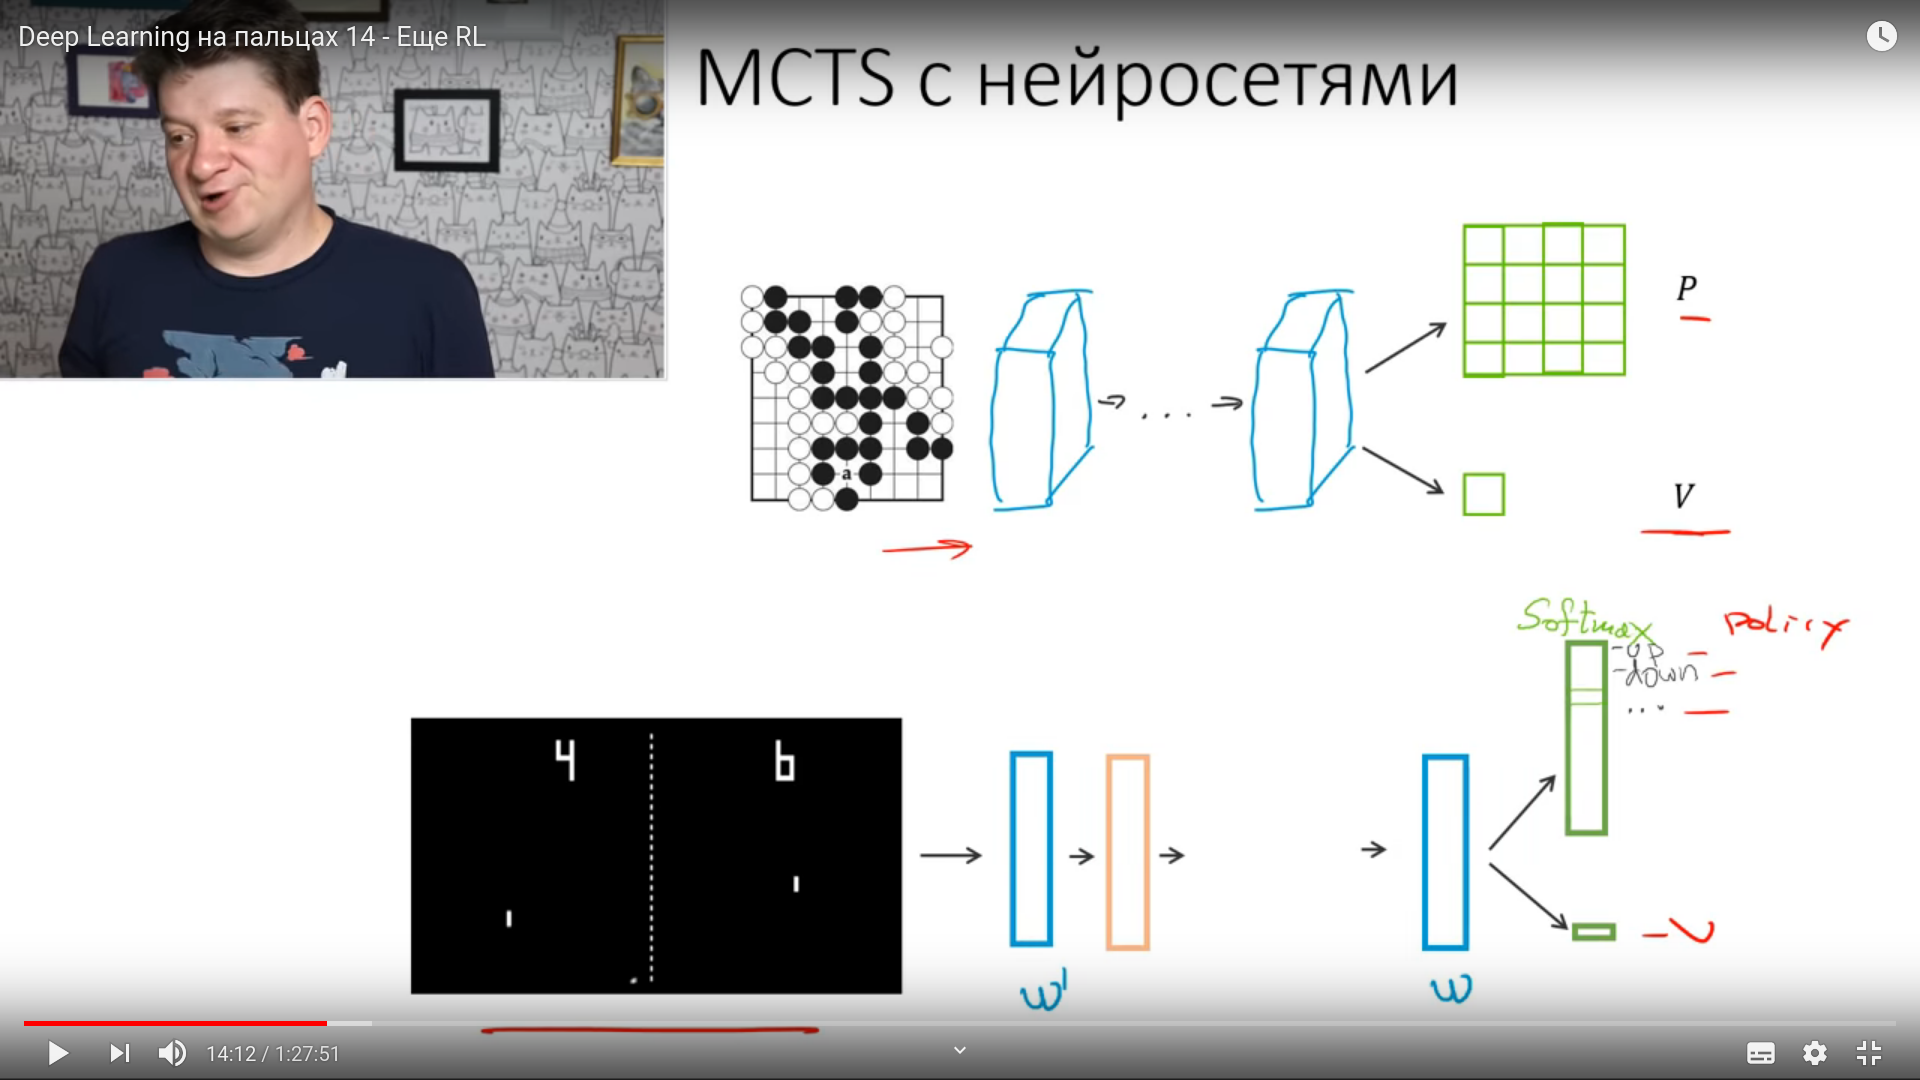 Deep Learning на пальцах 14 - Еще RL
MCTS с нейросетями
P
a
V
Softmax
policy
- up -
- down -
... -
4 6
- V
w'
w
14:12 / 1:27:51